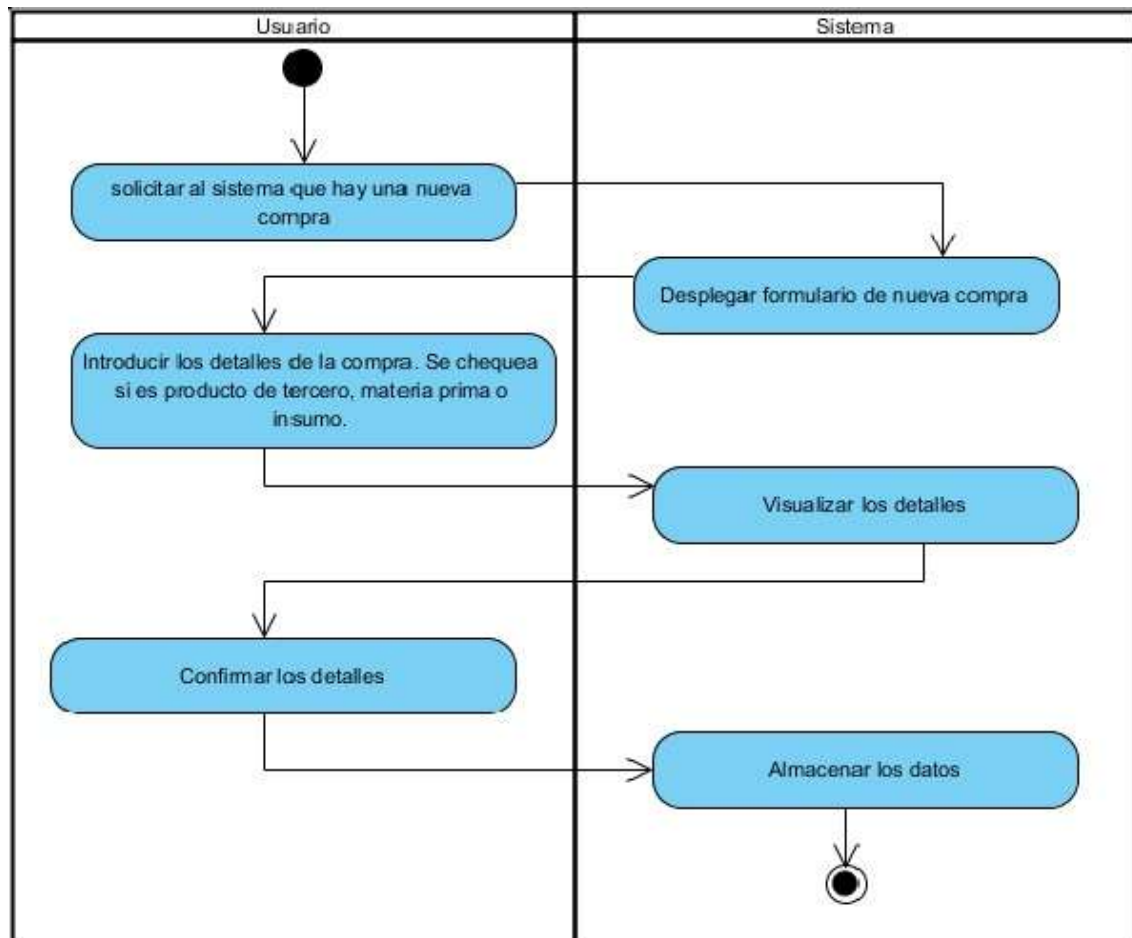 Usuario
Sistema
solicitar al sistema que hay una nueva
compra
Desplegar formulario de nueva compra
Introducir los detalles de la compra. Se chequea
si es producto de tercero, materia prima o
insumo.
Visualizar los detalles
Confirmar los detalles
Almacenar los datos